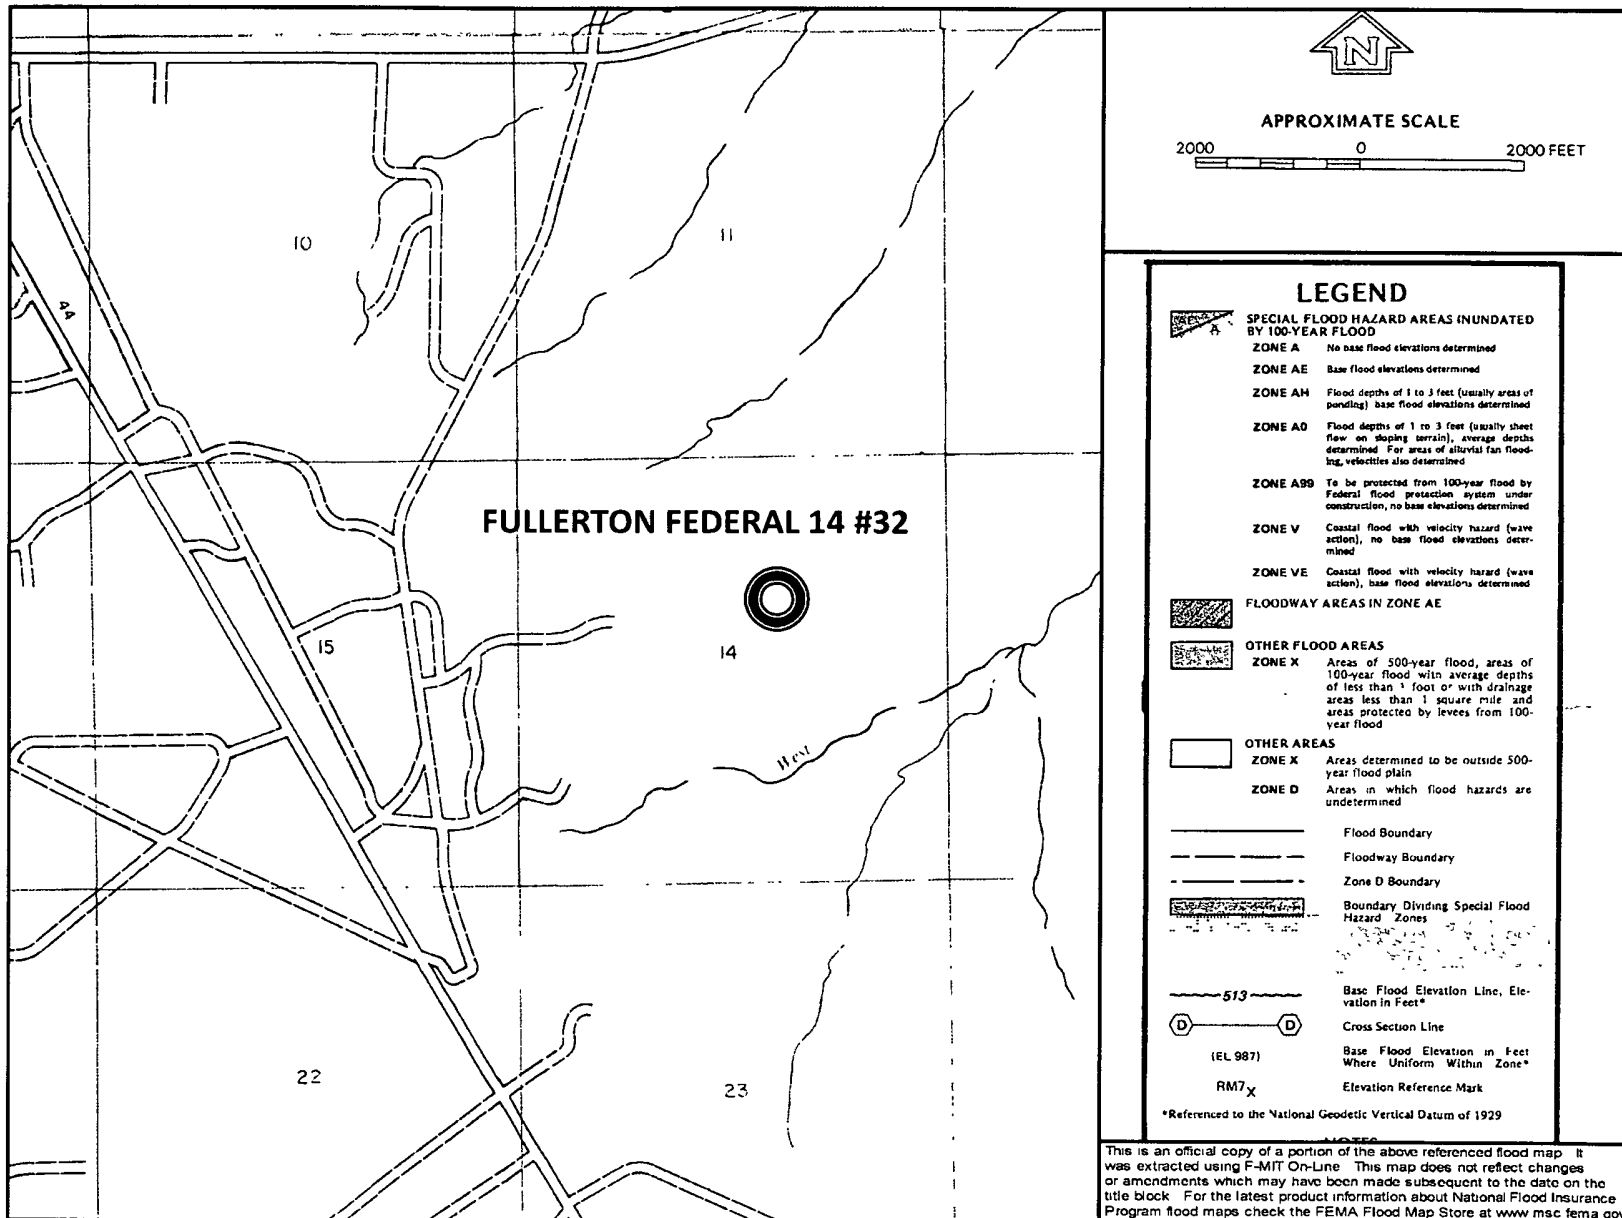 N
APPROXIMATE SCALE
2000 0 2000 FEET
10
11
44
FULLERTON FEDERAL 14 #32
15
14
West
22
23
LEGEND
SPECIAL FLOOD HAZARD AREAS INUNDATED
BY 100-YEAR FLOOD
ZONE A No base flood elevations determined
ZONE AE Base flood elevations determined
ZONE AH Flood depths of 1 to 3 feet (usually areas of
ponding) base flood elevations determined
ZONE AO Flood depths of 1 to 3 feet (usually sheet
flow on sloping terrain), average depths
determined For areas of alluvial fan flood-
ing, velocities also determined
ZONE A99 To be protected from 100-year flood by
Federal flood protection system under
construction, no base elevations determined
ZONE V Coastal flood with velocity hazard (wave
action), no base flood elevations deter-
mined
ZONE VE Coastal flood with velocity hazard (wave
action), base flood elevations determined
FLOODWAY AREAS IN ZONE AE
OTHER FLOOD AREAS
ZONE X Areas of 500-year flood, areas of
100-year flood with average depths
of less than 1 foot or with drainage
areas less than 1 square mile and
areas protected by levees from 100-
year flood
OTHER AREAS
ZONE X Areas determined to be outside 500-
year flood plain
ZONE D Areas in which flood hazards are
undetermined
Flood Boundary
Floodway Boundary
Zone D Boundary
Boundary Dividing Special Flood
Hazard Zones
513 Base Flood Elevation Line, Ele-
vation in Feet*
D D Cross Section Line
(EL 987) Base Flood Elevation in Feet
Where Uniform Within Zone*
RM7X Elevation Reference Mark
*Referenced to the National Geodetic Vertical Datum of 1929
This is an official copy of a portion of the above referenced flood map It
was extracted using F-MIT On-Line This map does not reflect changes
or amendments which may have been made subsequent to the date on the
title block For the latest product information about National Flood Insurance
Program flood maps check the FEMA Flood Map Store at www msc fema gov